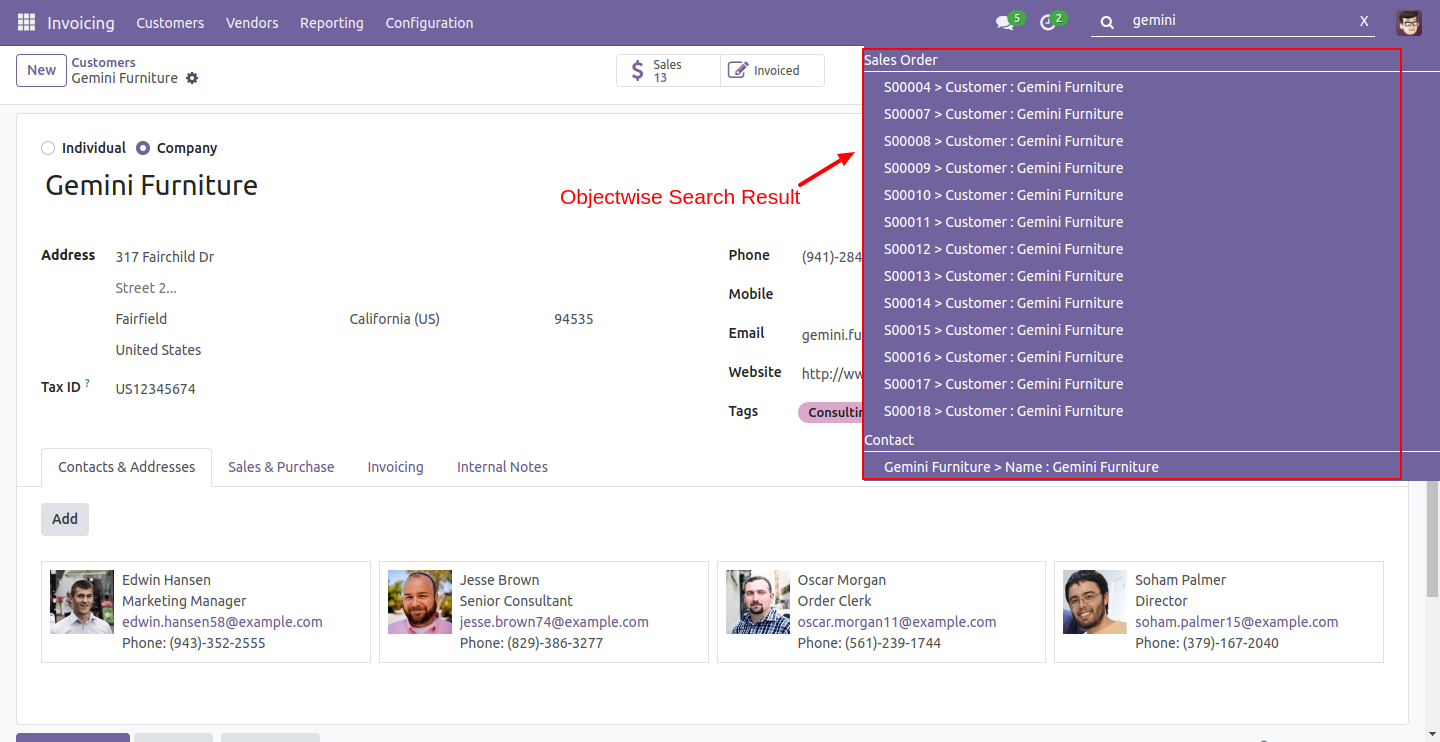 Invoicing Customers Vendors Reporting Configuration 5 2 gemini X
New Customers
Gemini Furniture
Sales
13
Invoiced
Sales Order
S00004 > Customer : Gemini Furniture
S00007 > Customer : Gemini Furniture
S00008 > Customer : Gemini Furniture
S00009 > Customer : Gemini Furniture
S00010 > Customer : Gemini Furniture
S00011 > Customer : Gemini Furniture
S00012 > Customer : Gemini Furniture
S00013 > Customer : Gemini Furniture
S00014 > Customer : Gemini Furniture
S00015 > Customer : Gemini Furniture
S00016 > Customer : Gemini Furniture
S00017 > Customer : Gemini Furniture
S00018 > Customer : Gemini Furniture
Contact
Gemini Furniture > Name : Gemini Furniture
Objectwise Search Result
Individual Company
Gemini Furniture
Address 317 Fairchild Dr
Street 2...
Fairfield California (US) 94535
United States
Tax ID ? US12345674
Phone (941)-284
Mobile
Email gemini.fu
Website http://ww
Tags Consultin
Contacts & Addresses Sales & Purchase Invoicing Internal Notes
Add
Edwin Hansen
Marketing Manager
edwin.hansen58@example.com
Phone: (943)-352-2555
Jesse Brown
Senior Consultant
jesse.brown74@example.com
Phone: (829)-386-3277
Oscar Morgan
Order Clerk
oscar.morgan11@example.com
Phone: (561)-239-1744
Soham Palmer
Director
soham.palmer15@example.com
Phone: (379)-167-2040